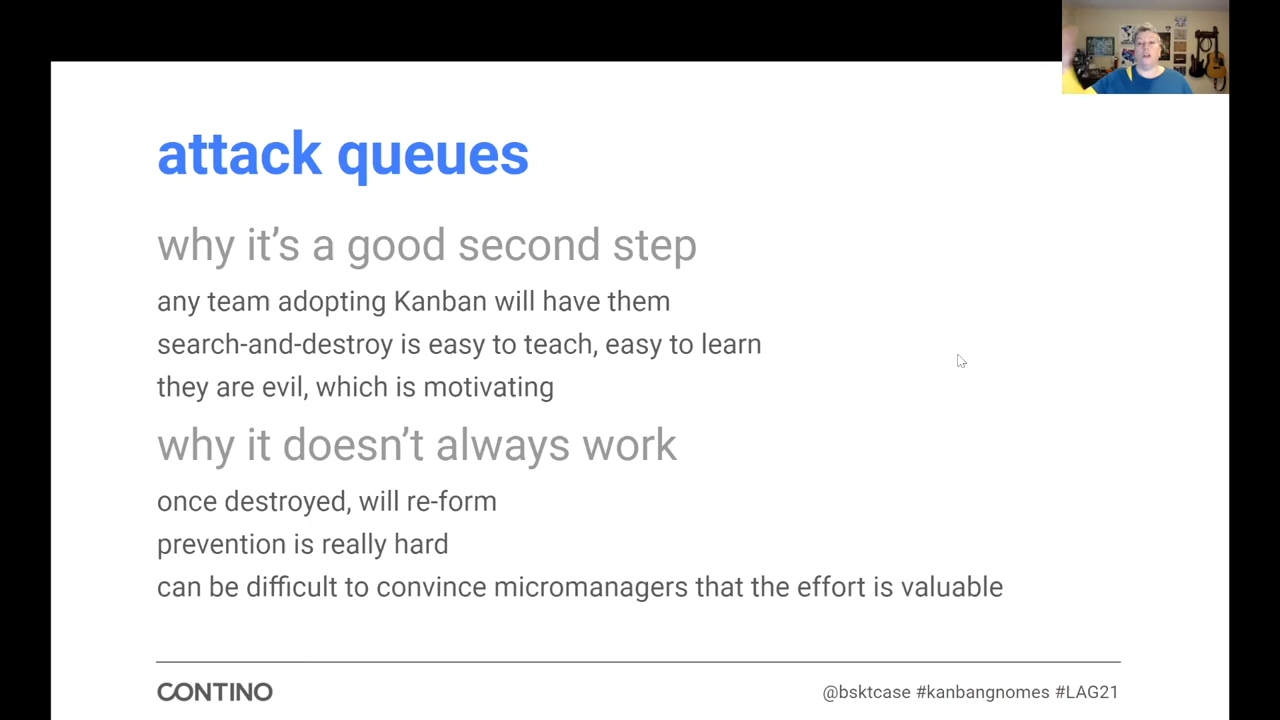 attack queues
why it’s a good second step
any team adopting Kanban will have them
search-and-destroy is easy to teach, easy to learn
they are evil, which is motivating
why it doesn’t always work
once destroyed, will re-form
prevention is really hard
can be difficult to convince micromanagers that the effort is valuable
CONTINO
@bsktcase #kanbangnomes #LAG21